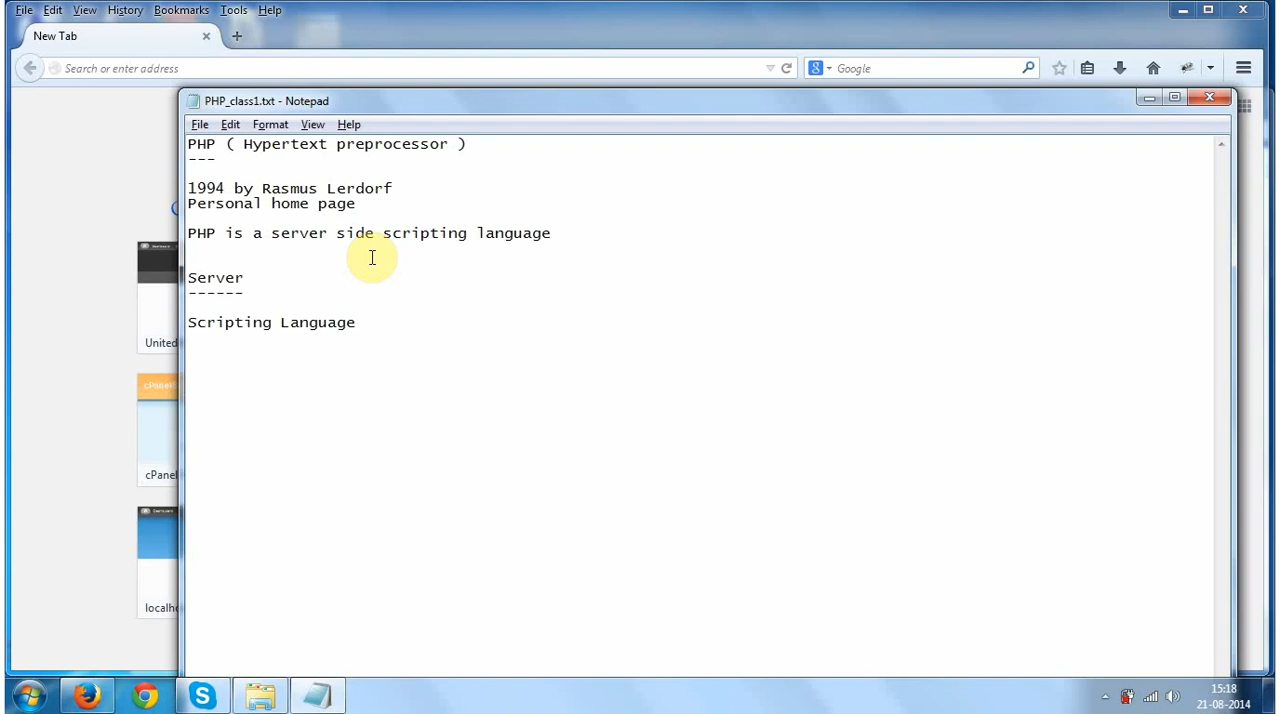 File Edit View History Bookmarks Tools Help
New Tab
Search or enter address
Google
PHP_class1.txt - Notepad
File Edit Format View Help
PHP ( Hypertext preprocessor )
---
1994 by Rasmus Lerdorf
Personal home page
PHP is a server side scripting language
Server
------
Scripting Language
United
cPanel
cPanel
localho
15:18
21-08-2014